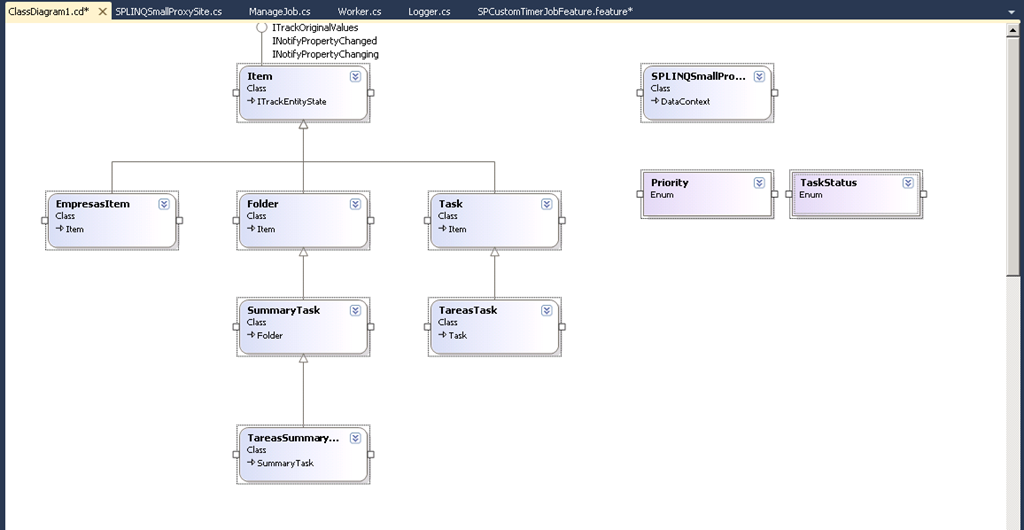 ClassDiagram1.cd* SPLINQSmallProxySite.cs ManageJob.cs Worker.cs Logger.cs SPCustomTimerJobFeature.feature*
ITrackOriginalValues
INotifyPropertyChanged
INotifyPropertyChanging
Item
Class
ITrackEntityState
SPLINQSmallPro...
Class
DataContext
EmpresasItem
Class
Item
Folder
Class
Item
Task
Class
Item
Priority
Enum
TaskStatus
Enum
SummaryTask
Class
Folder
TareasTask
Class
Task
TareasSummary...
Class
SummaryTask